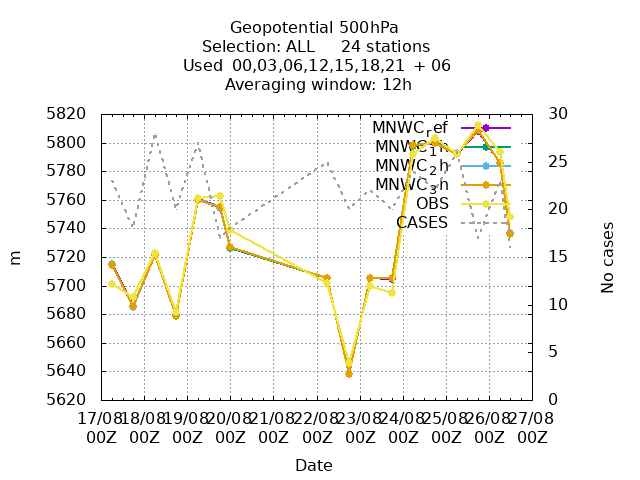 Geopotential 500hPa
Selection: ALL     24 stations
Used  00,03,06,12,15,18,21  + 06
Averaging window: 12h
5820
5800
5780
5760
5740
5720
5700
5680
5660
5640
5620
30
25
20
15
10
5
0
m
No cases
MNWC_ref
MNWC_1h
MNWC_2h
MNWC_3h
OBS
CASES
17/08 18/08 19/08 20/08 21/08 22/08 23/08 24/08 25/08 26/08 27/08
00Z 00Z 00Z 00Z 00Z 00Z 00Z 00Z 00Z 00Z 00Z
Date